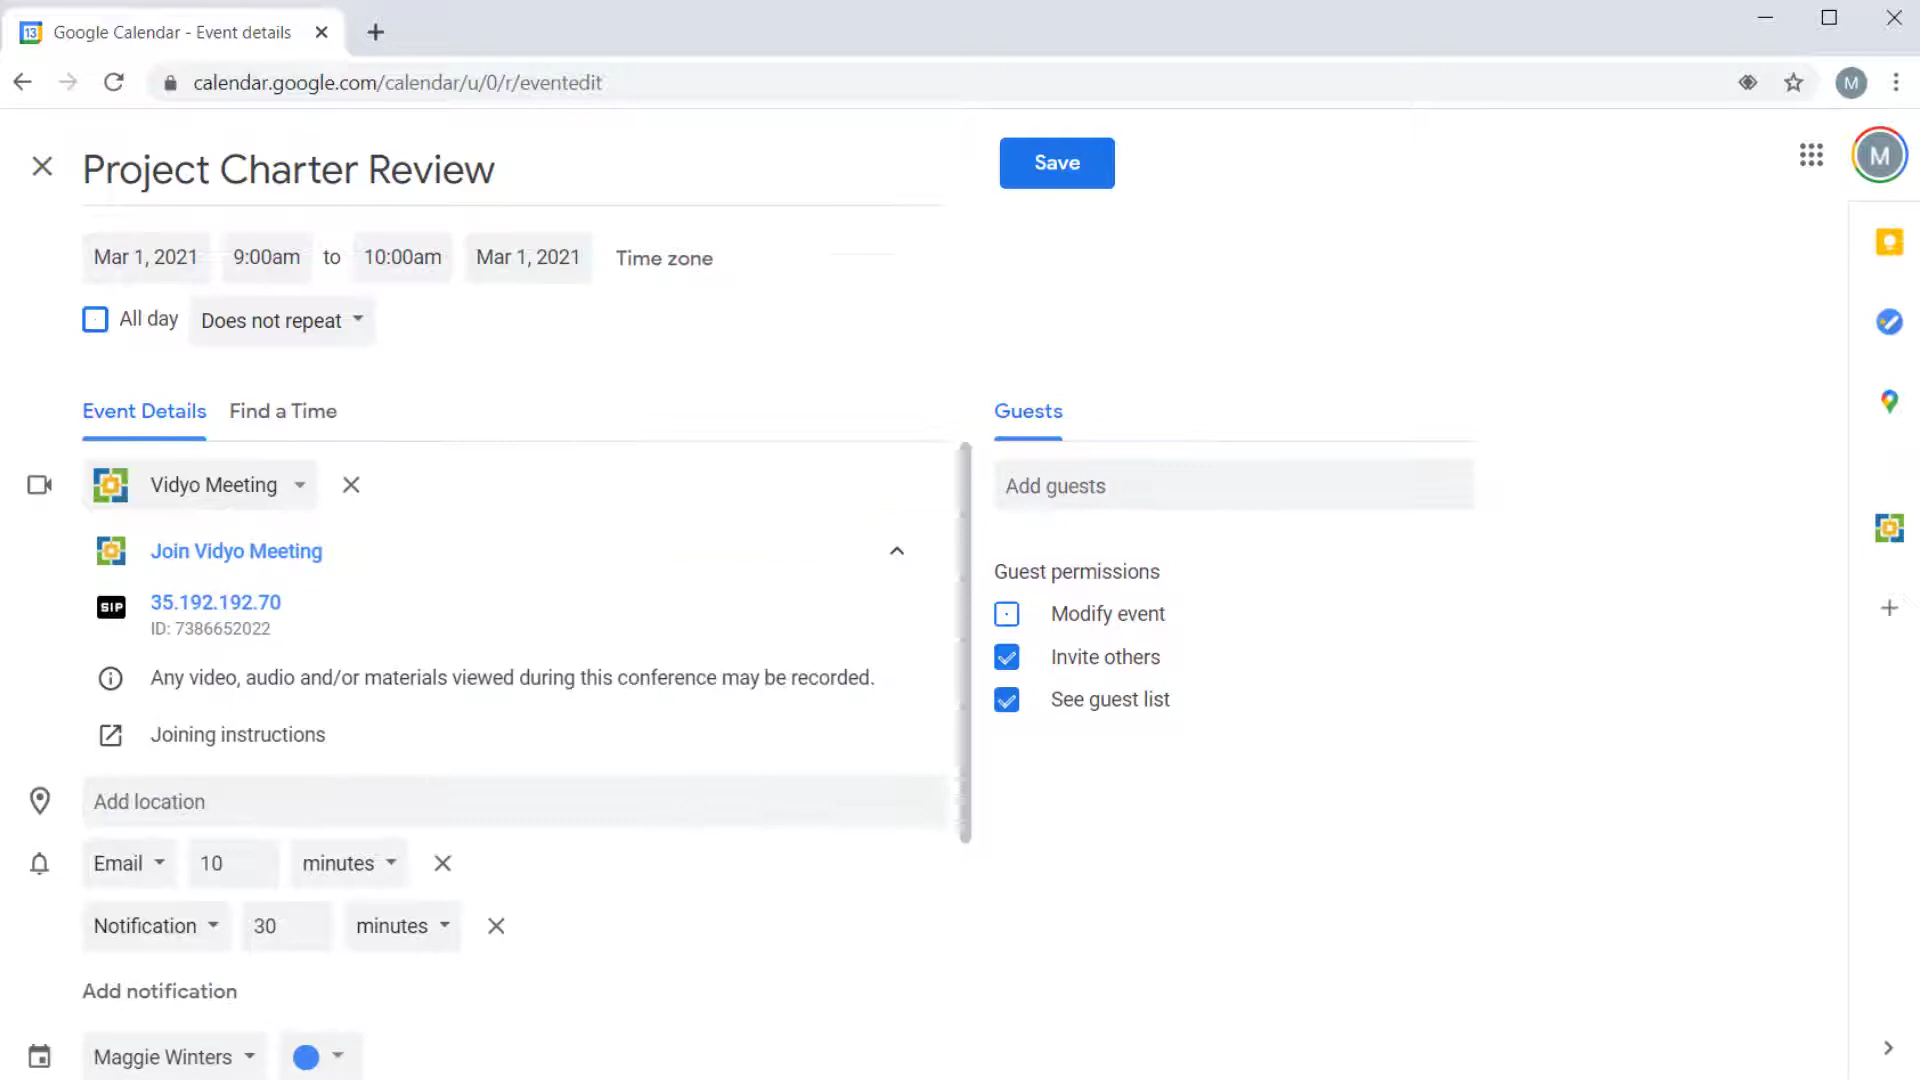 13
Google Calendar - Event details
calendar.google.com/calendar/u/0/r/eventedit
M
Project Charter Review
Save
M
Mar 1, 2021 9:00am to 10:00am Mar 1, 2021 Time zone
All day Does not repeat
Event Details Find a Time
Guests
Vidyo Meeting
Add guests
Join Vidyo Meeting
SIP 35.192.192.70
ID: 7386652022
Guest permissions
Modify event
Invite others
See guest list
Any video, audio and/or materials viewed during this conference may be recorded.
Joining instructions
Add location
Email 10 minutes
Notification 30 minutes
Add notification
Maggie Winters